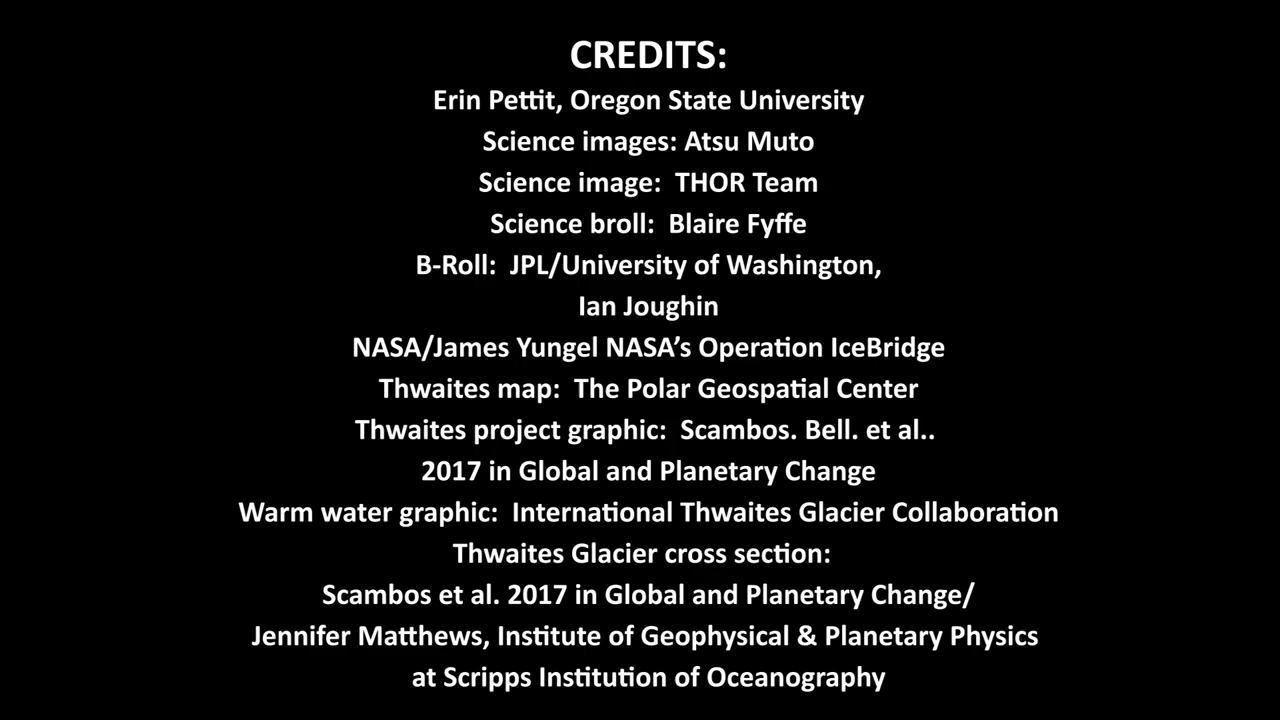 CREDITS:
Erin Pettit, Oregon State University
Science images: Atsu Muto
Science image:  THOR Team
Science broll:  Blaire Fyffe
B-Roll:  JPL/University of Washington,
Ian Joughin
NASA/James Yungel NASA’s Operation IceBridge
Thwaites map:  The Polar Geospatial Center
Thwaites project graphic:  Scambos. Bell. et al..
2017 in Global and Planetary Change
Warm water graphic:  International Thwaites Glacier Collaboration
Thwaites Glacier cross section:
Scambos et al. 2017 in Global and Planetary Change/
Jennifer Matthews, Institute of Geophysical & Planetary Physics
at Scripps Institution of Oceanography